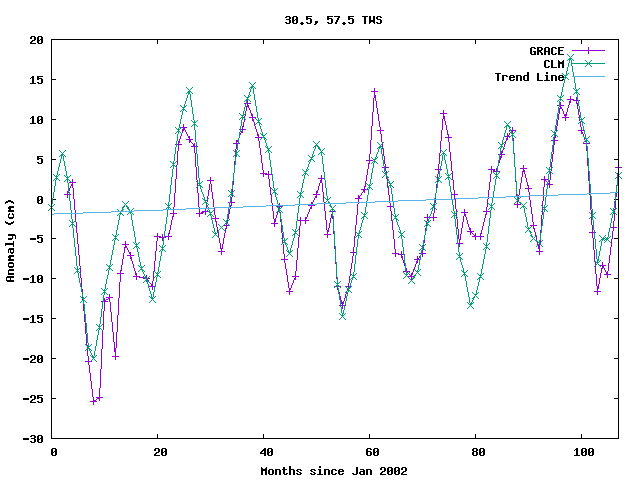 30.5, 57.5 TWS
GRACE
CLM
Trend Line
20
15
10
5
0
-5
-10
-15
-20
-25
-30
Anomaly (cm)
0 20 40 60 80 100
Months since Jan 2002